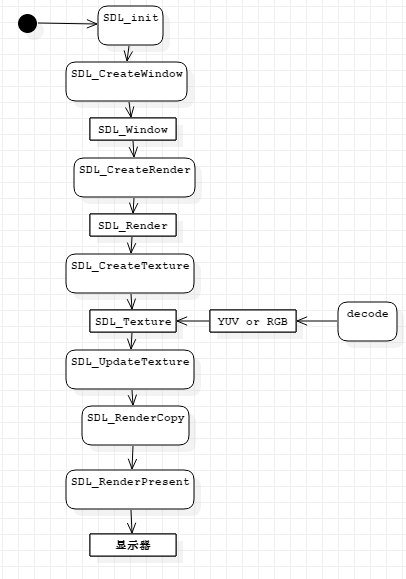 SDL_init
SDL_CreateWindow
SDL_Window
SDL_CreateRender
SDL_Render
SDL_CreateTexture
SDL_Texture
YUV or RGB
decode
SDL_UpdateTexture
SDL_RenderCopy
SDL_RenderPresent
显示器